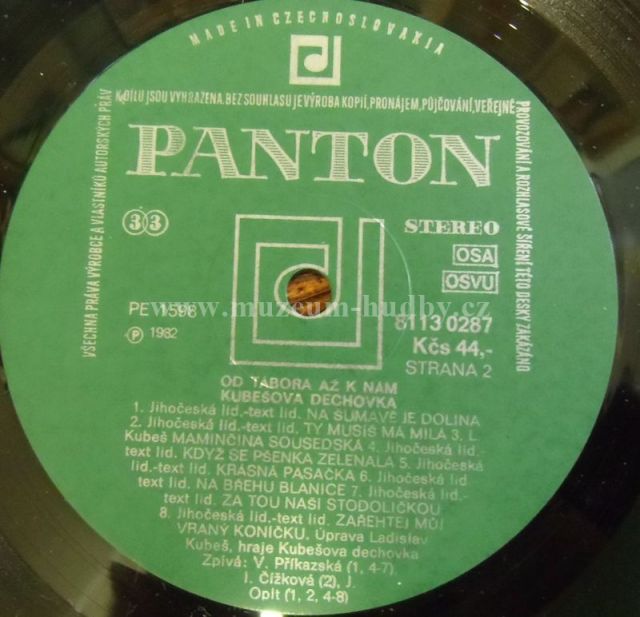 MADE IN CZECHOSLOVAKIA
VŠECHNA PRÁVA VÝROBCE A VLASTNÍKŮ AUTORSKÝCH PRÁV
K DÍLU JSOU VYHRAZENA. BEZ SOUHLASU JE VÝROBA KOPIÍ, PRONÁJEM, PŮJČOVÁNÍ, VEŘEJNÉ
PROVOZOVÁNÍ A ROZHLASOVÉ ŠÍŘENÍ TÉTO DESKY ZAKÁZÁNO
PANTON
33
STEREO
OSA
OSVU
www.muzeum-hudby.cz
PE 1596
8113 0287
Ⓟ 1982
Kčs 44,-
STRANA 2
OD TÁBORA AŽ K NÁM
KUBEŠOVA DECHOVKA
1. Jihočeská lid.-text lid. NA ŠUMAVĚ JE DOLINA
2. Jihočeská lid.-text lid. TY MUSÍŠ MÁ MILÁ 3. L.
Kubeš MAMINČINA SOUSEDSKÁ 4. Jihočeská lid.-
text lid. KDYŽ SE PŠENKA ZELENALA 5. Jihočeská
lid.-text lid. KRÁSNÁ PASAČKA 6. Jihočeská lid.-
text lid. NA BŘEHU BLANICE 7. Jihočeská lid.-
text lid. ZA TOU NAŠÍ STODOLIČKOU
8. Jihočeská lid.-text lid. ZAŘEHTEJ MŮJ
VRANÝ KONÍČKU. Úprava Ladislav
Kubeš, hraje Kubešova dechovka
Zpívá: V. Příkazská (1, 4-7),
I. Čížková (2), J.
Opit (1, 2, 4-8)